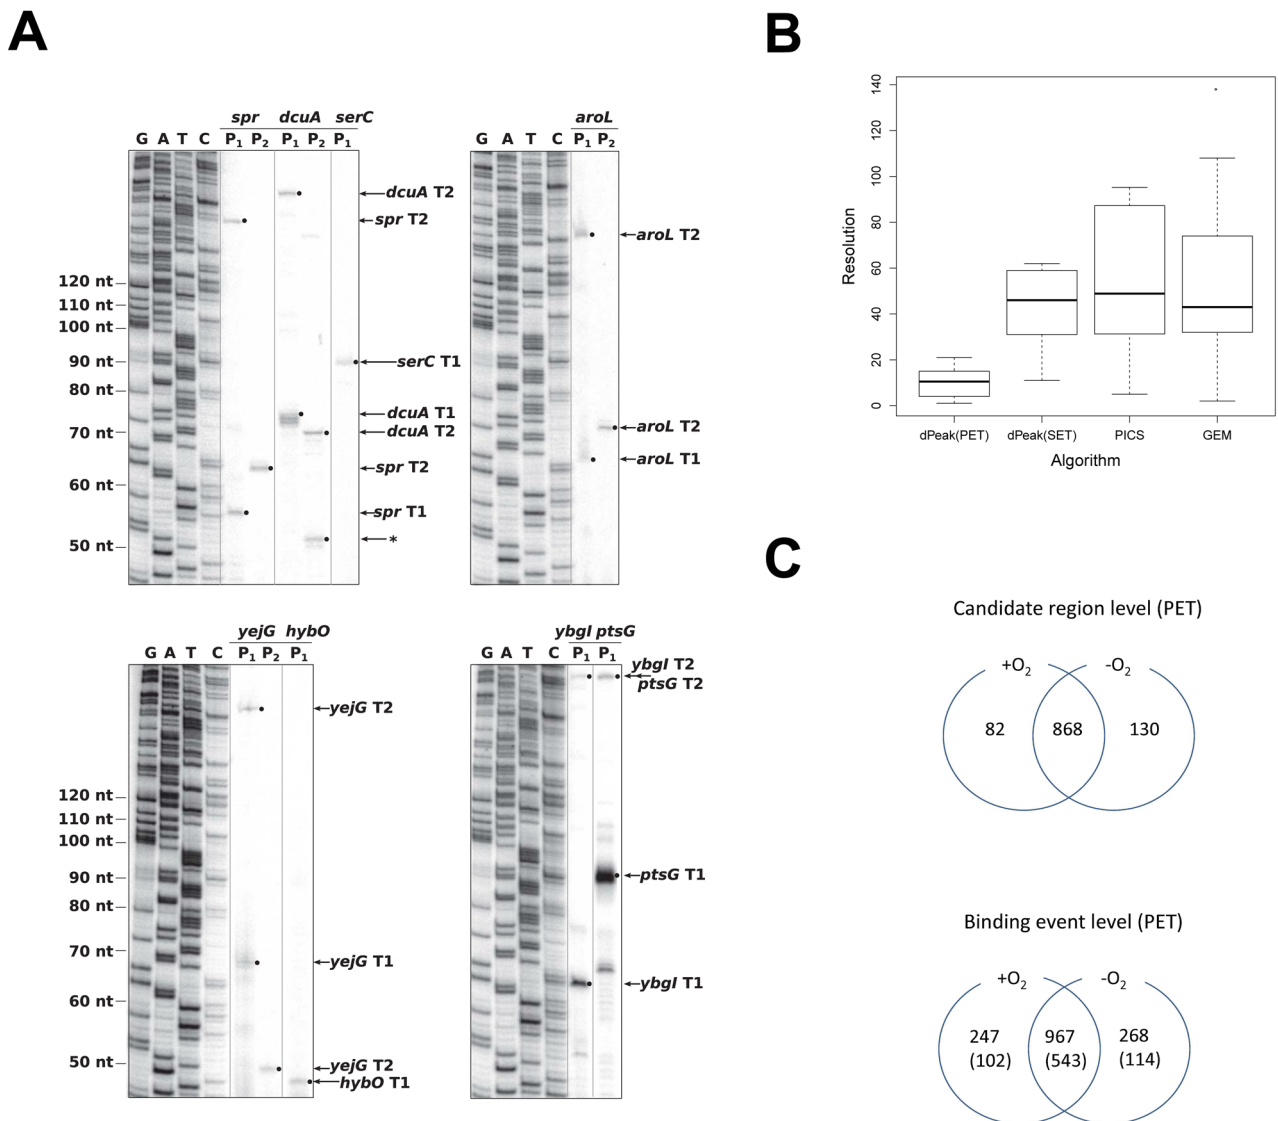 A
spr dcuA serC
G A T C P1 P2 P1 P2 P1
dcuA T2
spr T2
120 nt
110 nt
100 nt
90 nt
serC T1
80 nt
dcuA T1
70 nt
dcuA T2
spr T2
60 nt
spr T1
50 nt
*
aroL
G A T C P1 P2
aroL T2
aroL T2
aroL T1
yejG hybO
G A T C P1 P2 P1
yejG T2
120 nt
110 nt
100 nt
90 nt
80 nt
70 nt
yejG T1
60 nt
50 nt
yejG T2
hybO T1
ybgI ptsG
G A T C P1 P1
ybgI T2
ptsG T2
ptsG T1
ybgI T1
B
140
120
100
80
60
40
20
0
Resolution
dPeak(PET) dPeak(SET) PICS GEM
Algorithm
C
Candidate region level (PET)
+O2 -O2
82 868 130
Binding event level (PET)
+O2 -O2
247 967 268
(102) (543) (114)